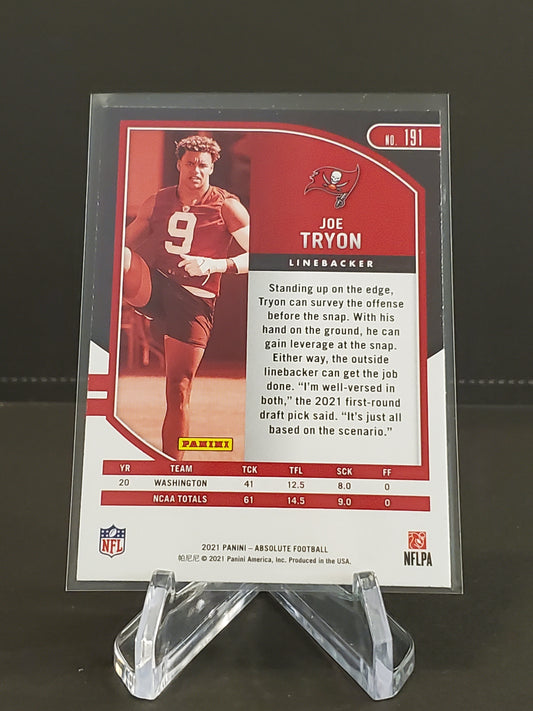 NO. 191
9
JOE
TRYON
LINEBACKER
Standing up on the edge,
Tryon can survey the offense
before the snap. With his
hand on the ground, he can
gain leverage at the snap.
Either way, the outside
linebacker can get the job
done. “I'm well-versed in
both,” the 2021 first-round
draft pick said. “It's just all
based on the scenario.”
PANINI
YR TEAM TCK TFL SCK FF
20 WASHINGTON 41 12.5 8.0 0
NCAA TOTALS 61 14.5 9.0 0
NFL
2021 PANINI – ABSOLUTE FOOTBALL
帕尼尼 © 2021 Panini America, Inc. Produced in the USA.
NFLPA